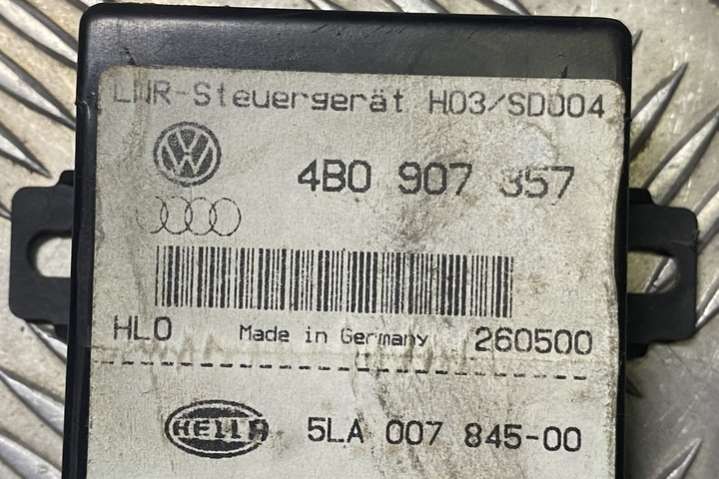 LWR-Steuergerät H03/SD004
4B0 907 357
HLO Made in Germany 260500
HELLA 5LA 007 845-00